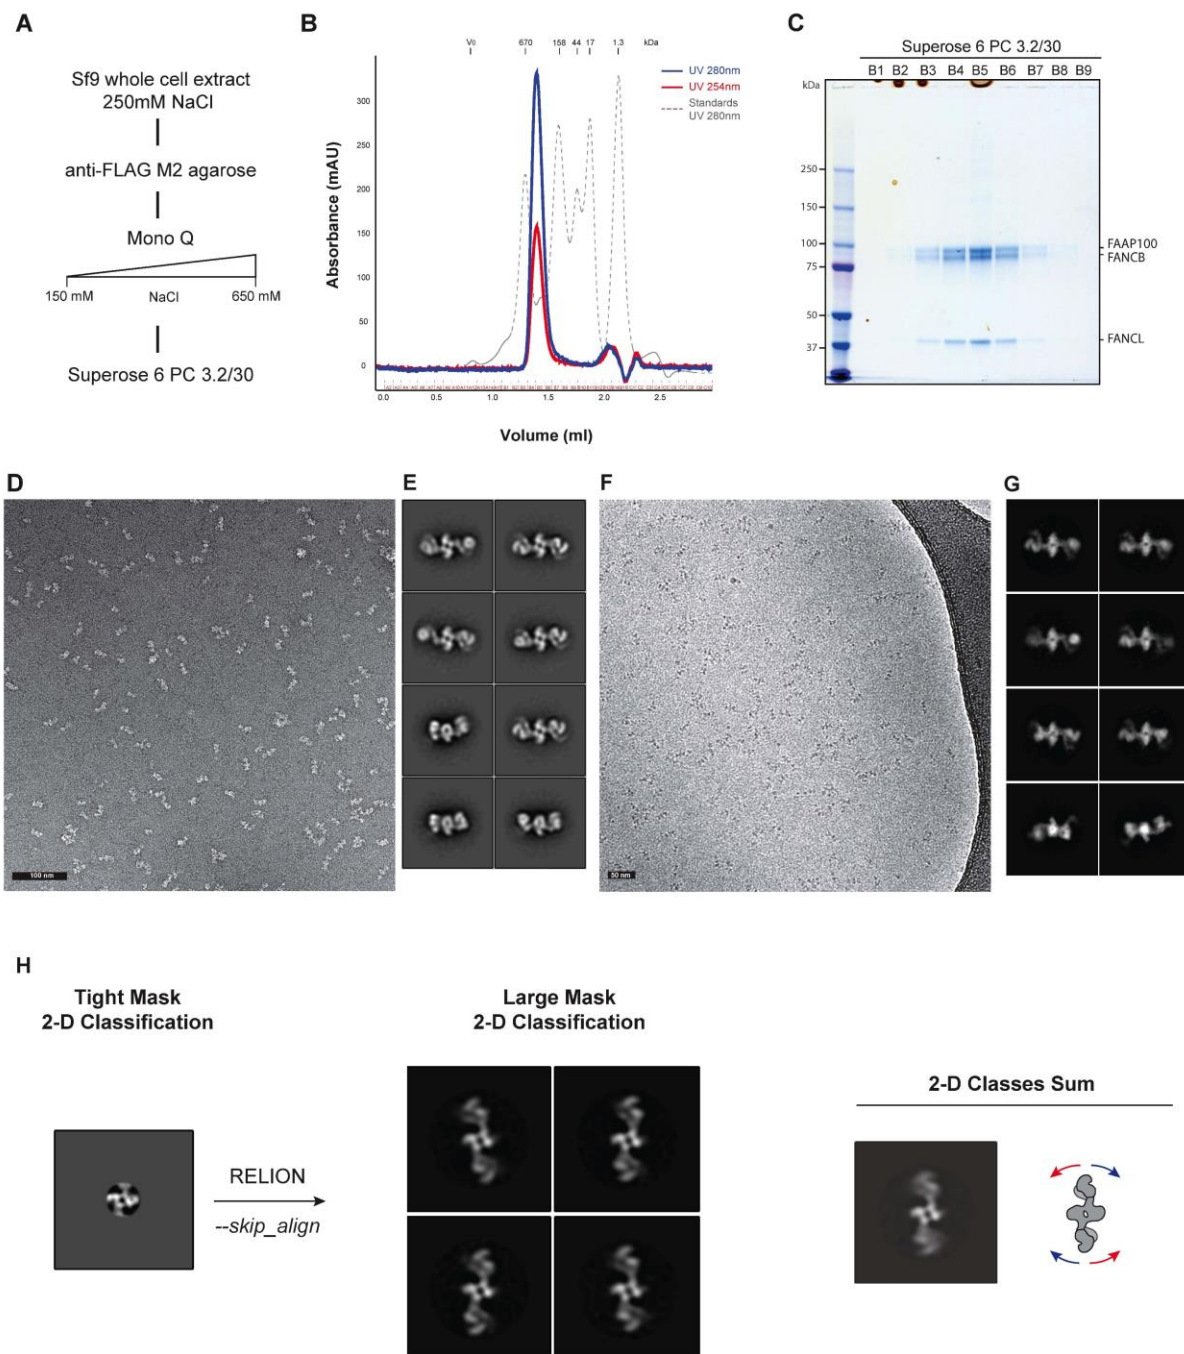 A
Sf9 whole cell extract
250mM NaCl
anti-FLAG M2 agarose
Mono Q
150 mM
NaCl
650 mM
Superose 6 PC 3.2/30
B
670
158
44
17
1.3
kDa
UV 280nm
UV 254nm
Standards
UV 280nm
Absorbance (mAU)
300
250
200
150
100
50
0
0.0
0.5
1.0
1.5
2.0
2.5
Volume (ml)
C
Superose 6 PC 3.2/30
B1 B2 B3 B4 B5 B6 B7 B8 B9
kDa
250
150
100
75
50
37
FAAP100
FANCB
FANCL
D
100 nm
E
F
50 nm
G
H
Tight Mask
2-D Classification
RELION
--skip_align
Large Mask
2-D Classification
2-D Classes Sum